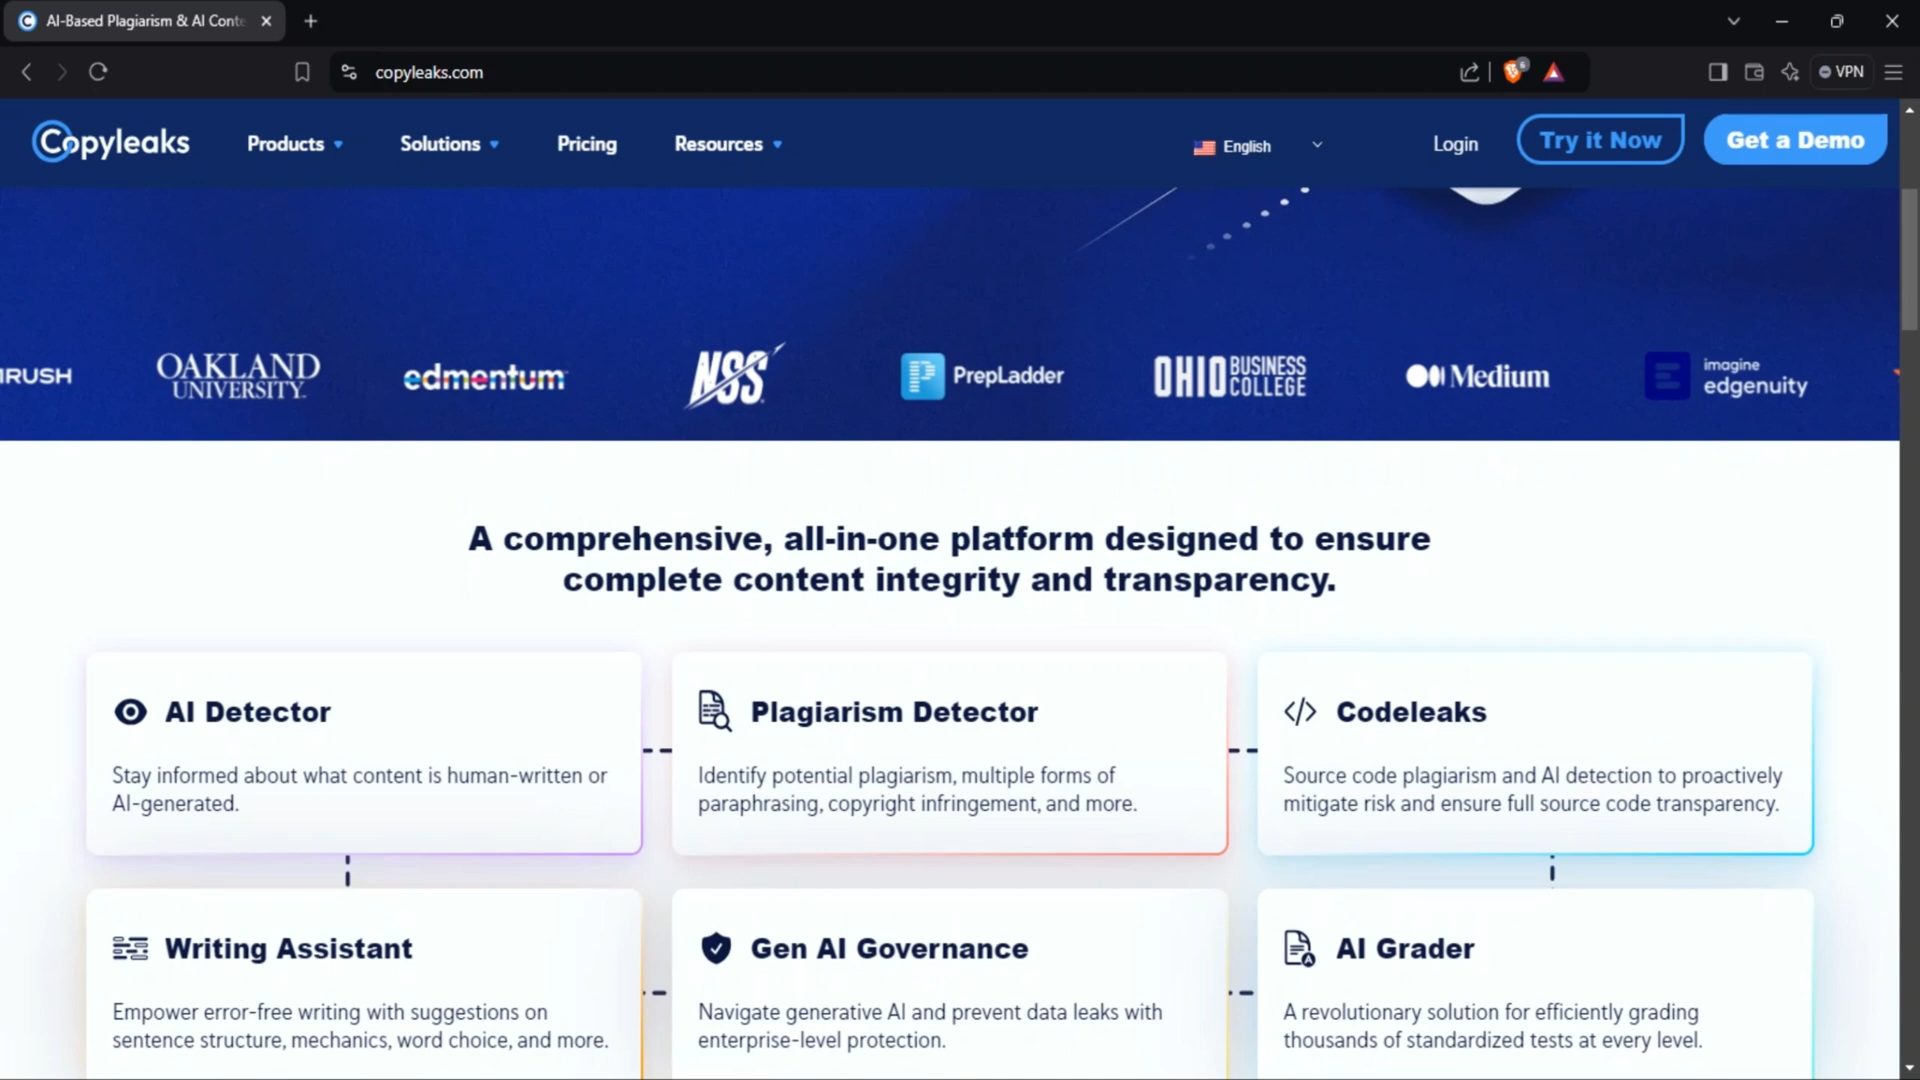 AI-Based Plagiarism & AI Conte
copyleaks.com
6
VPN
Copyleaks
Products
Solutions
Pricing
Resources
English
Login
Try it Now
Get a Demo
RUSH
OAKLAND
UNIVERSITY
edmentum
NSS
PrepLadder
OHIO BUSINESS
COLLEGE
Medium
imagine
edgenuity
A comprehensive, all-in-one platform designed to ensure
complete content integrity and transparency.
AI Detector
Stay informed about what content is human-written or
AI-generated.
Plagiarism Detector
Identify potential plagiarism, multiple forms of
paraphrasing, copyright infringement, and more.
Codeleaks
Source code plagiarism and AI detection to proactively
mitigate risk and ensure full source code transparency.
Writing Assistant
Empower error-free writing with suggestions on
sentence structure, mechanics, word choice, and more.
Gen AI Governance
Navigate generative AI and prevent data leaks with
enterprise-level protection.
AI Grader
A revolutionary solution for efficiently grading
thousands of standardized tests at every level.